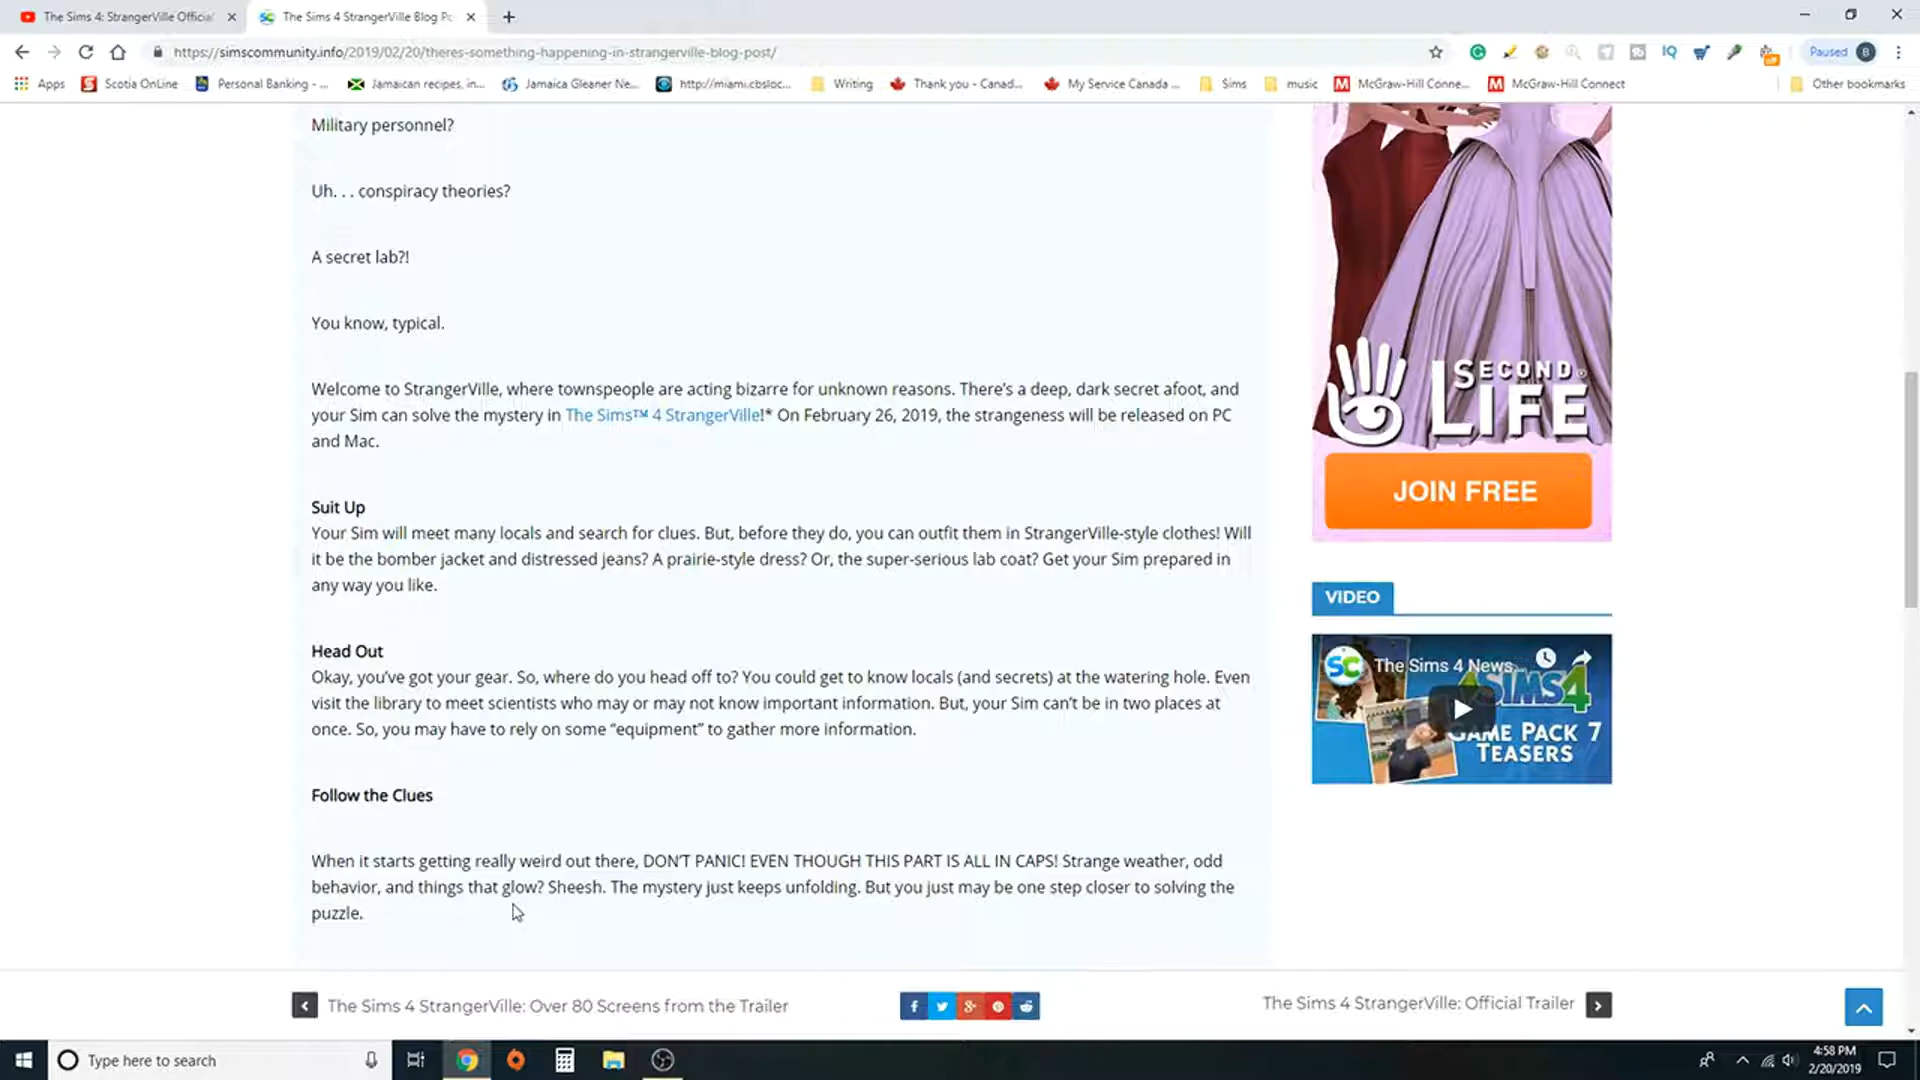 The Sims 4: StrangerVille Official
The Sims 4 StrangerVille Blog Po
https://simscommunity.info/2019/02/20/theres-something-happening-in-strangerville-blog-post/
Paused B
Apps Scotia OnLine Personal Banking - ... Jamaican recipes, in... Jamaica Gleaner Ne... http://miami.cbsloc... Writing Thank you - Canad... My Service Canada ... Sims music McGraw-Hill Conne... McGraw-Hill Connect Other bookmarks
Military personnel?
Uh. . . conspiracy theories?
A secret lab?!
You know, typical.
Welcome to StrangerVille, where townspeople are acting bizarre for unknown reasons. There's a deep, dark secret afoot, and
your Sim can solve the mystery in The Sims™ 4 StrangerVille!* On February 26, 2019, the strangeness will be released on PC
and Mac.
Suit Up
Your Sim will meet many locals and search for clues. But, before they do, you can outfit them in StrangerVille-style clothes! Will
it be the bomber jacket and distressed jeans? A prairie-style dress? Or, the super-serious lab coat? Get your Sim prepared in
any way you like.
Head Out
Okay, you've got your gear. So, where do you head off to? You could get to know locals (and secrets) at the watering hole. Even
visit the library to meet scientists who may or may not know important information. But, your Sim can't be in two places at
once. So, you may have to rely on some “equipment” to gather more information.
Follow the Clues
When it starts getting really weird out there, DON'T PANIC! EVEN THOUGH THIS PART IS ALL IN CAPS! Strange weather, odd
behavior, and things that glow? Sheesh. The mystery just keeps unfolding. But you just may be one step closer to solving the
puzzle.
SECOND
LIFE
JOIN FREE
VIDEO
SC The Sims 4 News...
SIMS 4
GAME PACK 7
TEASERS
The Sims 4 StrangerVille: Over 80 Screens from the Trailer
The Sims 4 StrangerVille: Official Trailer
Type here to search
4:58 PM
2/20/2019